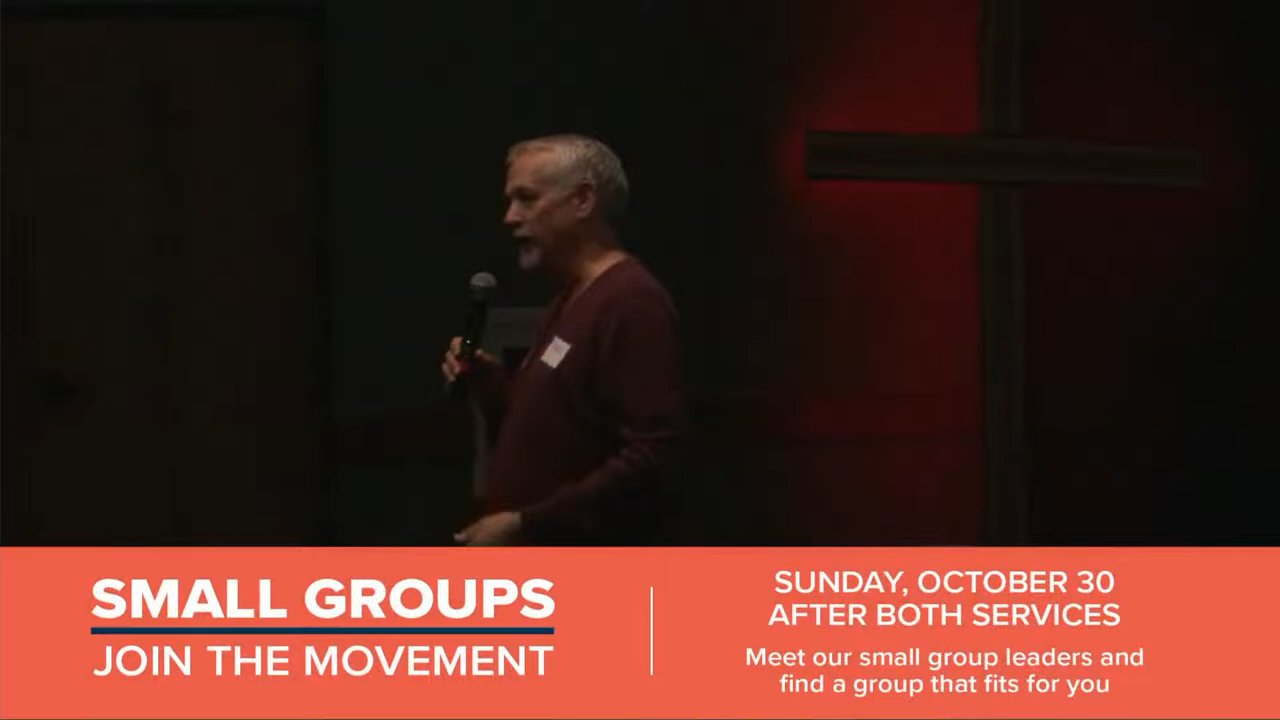 SMALL GROUPS
JOIN THE MOVEMENT
SUNDAY, OCTOBER 30
AFTER BOTH SERVICES
Meet our small group leaders and
find a group that fits for you